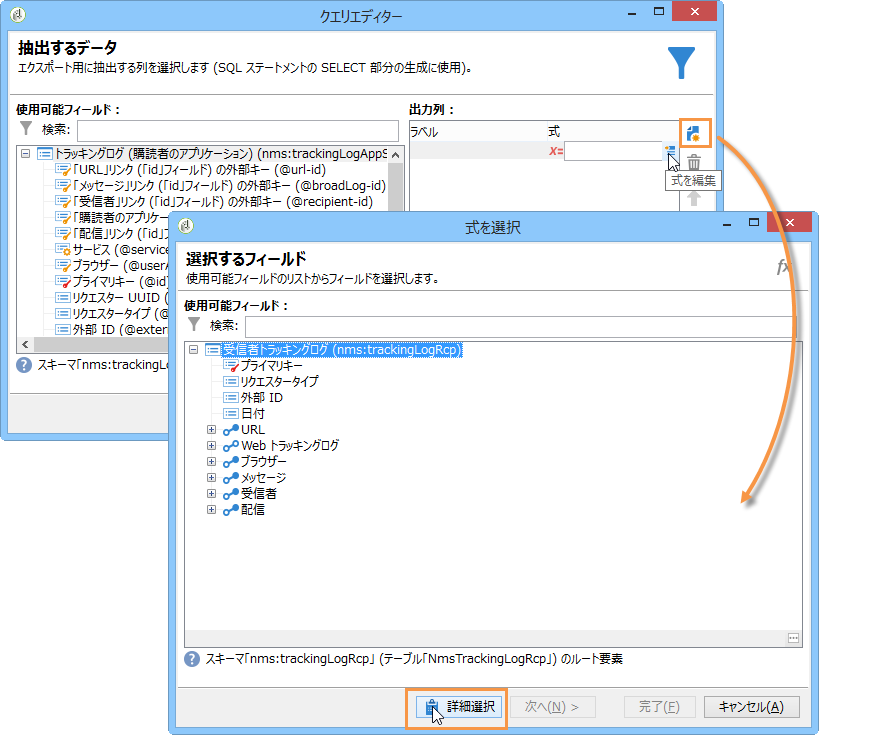 クエリエディター
抽出するデータ
エクスポート用に抽出する列を選択します (SQL ステートメントの SELECT 部分の生成に使用)。
使用可能フィールド：
検索:
出力列：
ラベル
式
式を編集
トラッキングログ (購読者のアプリケーション) (nms:trackingLogAppS
「URL」リンク (「id」フィールド) の外部キー (@url-id)
「メッセージ」リンク (「id」フィールド) の外部キー (@broadLog-id)
「受信者」リンク (「id」フィールド) の外部キー (@recipient-id)
「購読者のアプリケー
「配信」リンク (「id」フ
サービス (@service
ブラウザー (@userA
プライマリキー (@id)
リクエスター UUID (
リクエスタータイプ (@
外部 ID (@extern
スキーマ「nms:trackingLo
式を選択
選択するフィールド
使用可能フィールドのリストからフィールドを選択します。
fx
使用可能フィールド：
検索:
受信者トラッキングログ (nms:trackingLogRcp)
プライマリキー
リクエスタータイプ
外部 ID
日付
URL
Web トラッキングログ
ブラウザー
メッセージ
受信者
配信
スキーマ「nms:trackingLogRcp」 (テーブル「NmsTrackingLogRcp」) のルート要素
詳細選択
次へ(N) >
完了(F)
キャンセル(A)